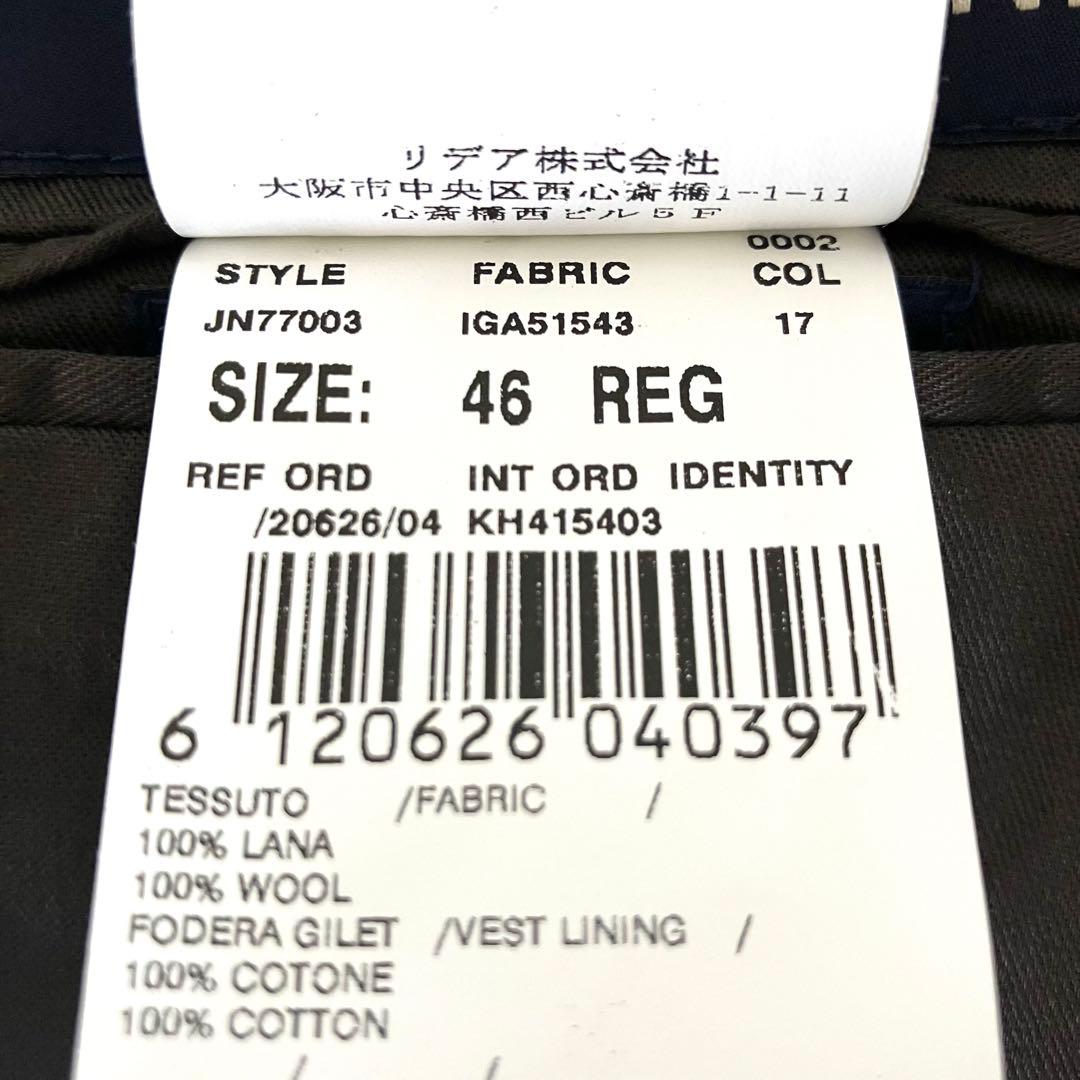 リデア株式会社
大阪市中央区西心斎橋1-1-11
心斎橋西ビル5F
0002
STYLE FABRIC COL
JN77003 IGA51543 17
SIZE: 46 REG
REF ORD INT ORD IDENTITY
/20626/04 KH415403
6 120626 040397
TESSUTO /FABRIC /
100% LANA
100% WOOL
FODERA GILET /VEST LINING /
100% COTONE
100% COTTON
/ /